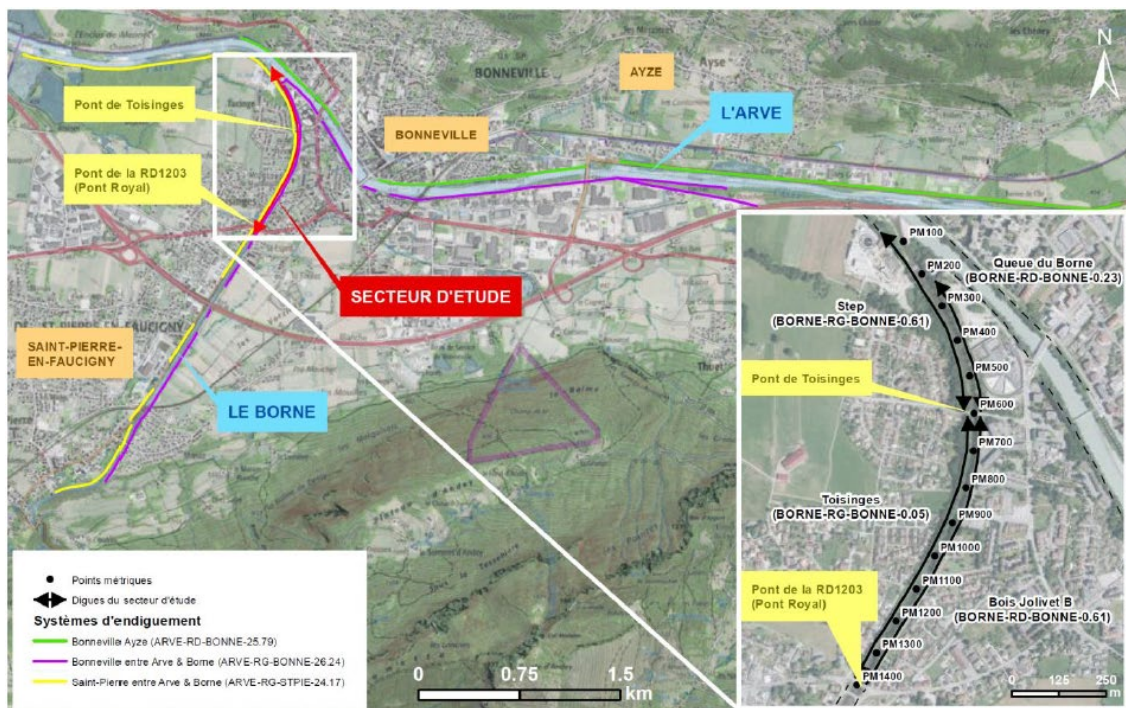 BONNEVILLE
AYZE
Ayse
N
Pont de Toisinges
L'ARVE
BONNEVILLE
Pont de la RD1203
(Pont Royal)
SECTEUR D'ETUDE
SAINT-PIERRE-
EN-FAUCIGNY
LE BORNE
Thuet
Points métriques
Digues du secteur d'étude
Systèmes d'endiguement
Bonneville Ayze (ARVE-RD-BONNE-25.79)
Bonneville entre Arve & Borne (ARVE-RG-BONNE-26.24)
Saint-Pierre entre Arve & Borne (ARVE-RG-STPIE-24.17)
0 0.75 1.5
km
PM100
Queue du Borne
(BORNE-RD-BONNE-0.23)
PM200
PM300
Step
(BORNE-RG-BONNE-0.61)
PM400
PM500
Pont de Toisinges
PM600
PM700
PM800
Toisinges
(BORNE-RG-BONNE-0.05)
PM900
PM1000
PM1100
Pont de la RD1203
(Pont Royal)
Bois Jolivet B
(BORNE-RD-BONNE-0.61)
PM1200
PM1300
PM1400
0 125 250
m